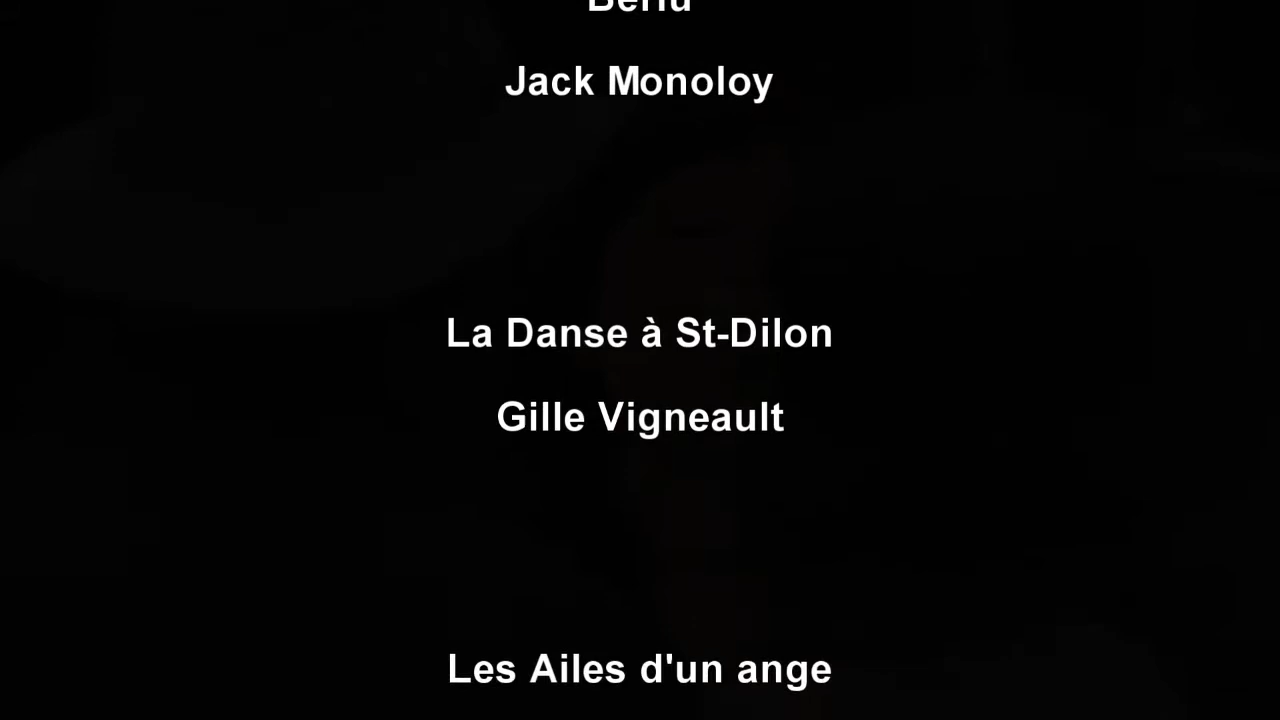 Jack Monoloy
La Danse à St-Dilon
Gille Vigneault
Les Ailes d'un ange